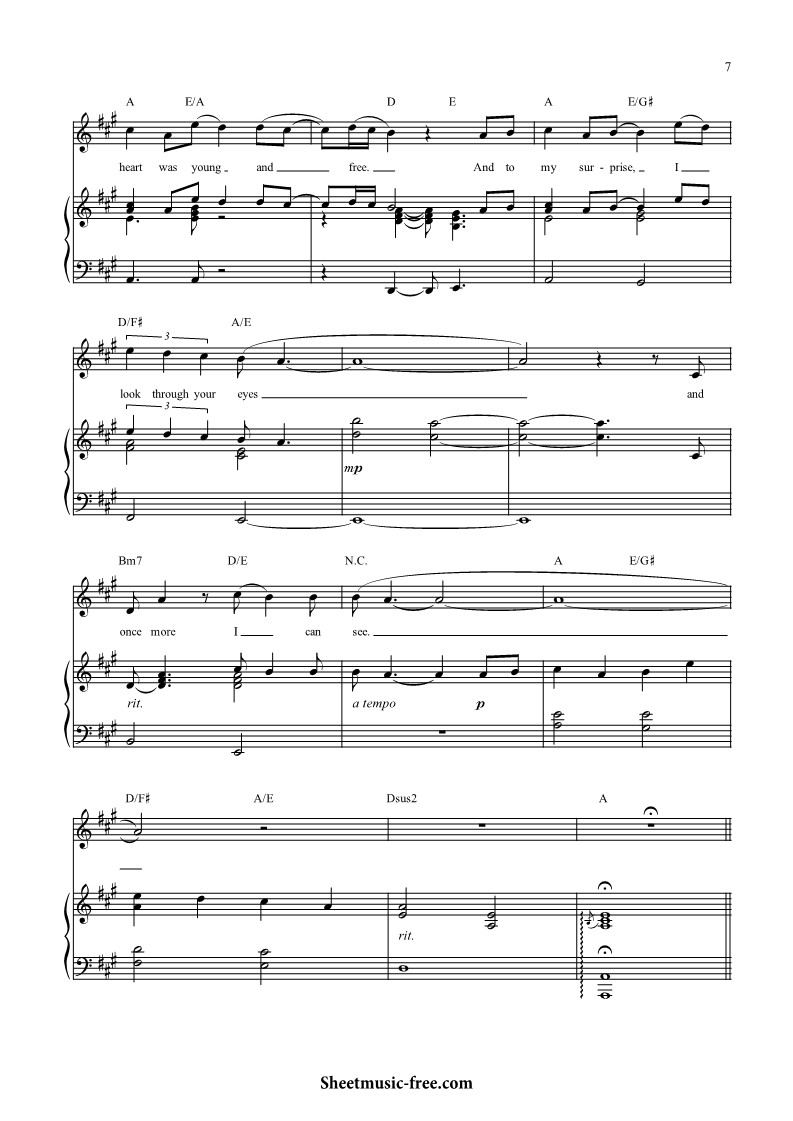 7
A E/A D E A E/G♯
heart was young and free. And to my sur - prise, I
D/F♯ A/E
3
look through your eyes and
3
mp
Bm7 D/E N.C. A E/G♯
once more I can see.
rit. a tempo p
D/F♯ A/E Dsus2 A
rit.
Sheetmusic-free.com